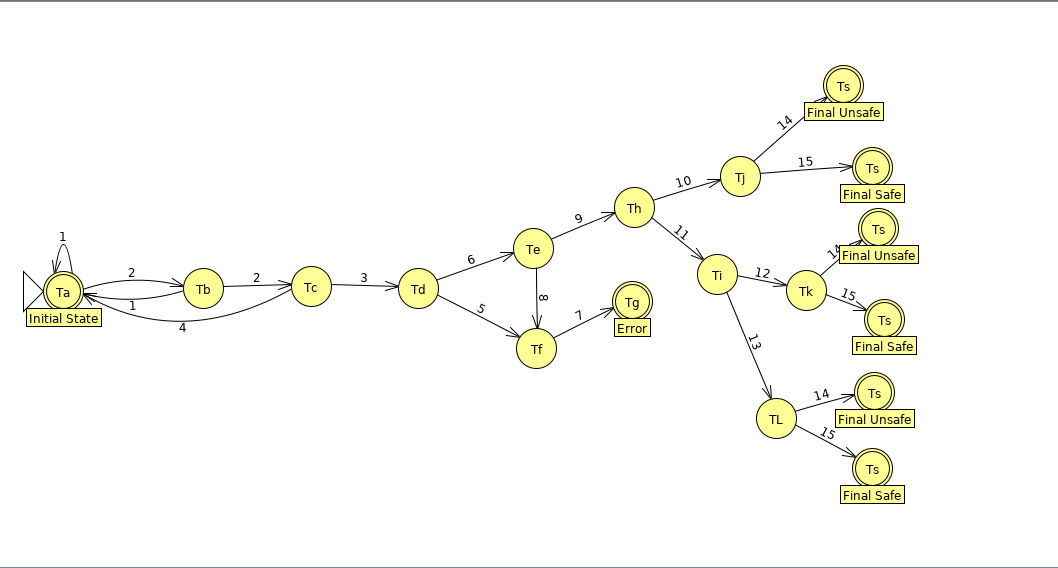 Ts
Final Unsafe
14
15
Ts
Final Safe
Tj
10
Th
9
11
Ts
14
Final Unsafe
1
Ta
Initial State
2
1
Tb
2
4
Tc
3
Td
6
5
Te
8
Tf
7
Tg
Error
Ti
12
Tk
15
Ts
Final Safe
13
TL
14
Ts
Final Unsafe
15
Ts
Final Safe